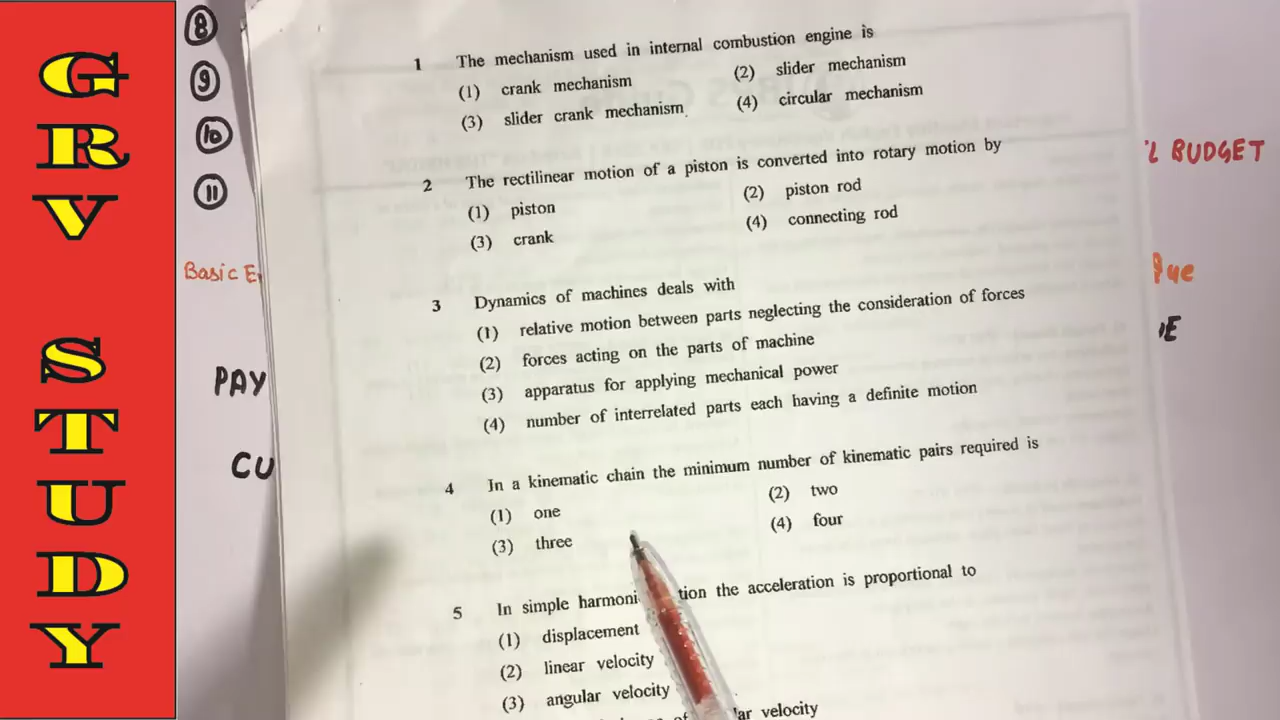 GRV STUDY
8
9
10
11
Basic
PAY
CU
1 The mechanism used in internal combustion engine is
(1) crank mechanism (2) slider mechanism
(3) slider crank mechanism. (4) circular mechanism
2 The rectilinear motion of a piston is converted into rotary motion by
(1) piston (2) piston rod
(3) crank (4) connecting rod
3 Dynamics of machines deals with
(1) relative motion between parts neglecting the consideration of forces
(2) forces acting on the parts of machine
(3) apparatus for applying mechanical power
(4) number of interrelated parts each having a definite motion
4 In a kinematic chain the minimum number of kinematic pairs required is
(1) one (2) two
(3) three (4) four
5 In simple harmoni tion the acceleration is proportional to
(1) displacement
(2) linear velocity
(3) angular velocity
of lar velocity
BUDGET